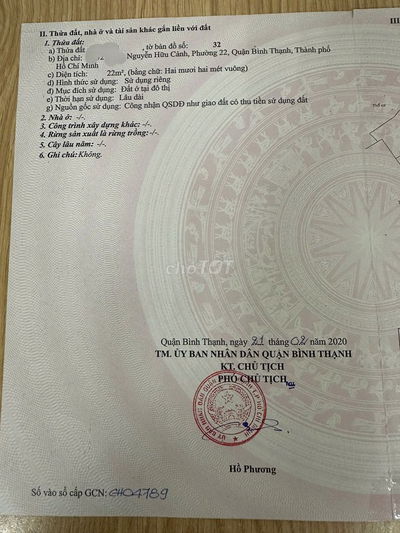 II. Thửa đất, nhà ở và tài sản khác gắn liền với đất
1. Thửa đất:
a) Thửa đất , tờ bản đồ số: 32
b) Địa chỉ: Nguyễn Hữu Cảnh, Phường 22, Quận Bình Thạnh, Thành phố
Hồ Chí Minh
c) Diện tích: 22m², (bằng chữ: Hai mươi hai mét vuông)
d) Hình thức sử dụng: Sử dụng riêng
đ) Mục đích sử dụng: Đất ở tại đô thị
e) Thời hạn sử dụng: Lâu dài
g) Nguồn gốc sử dụng: Công nhận QSDĐ như giao đất có thu tiền sử dụng đất
2. Nhà ở: -/-.
3. Công trình xây dựng khác: -/-.
4. Rừng sản xuất là rừng trồng: -/-.
5. Cây lâu năm: -/-.
6. Ghi chú: Không.
III
chợTỐT
Quận Bình Thạnh, ngày 21 tháng 02 năm 2020
TM. ỦY BAN NHÂN DÂN QUẬN BÌNH THẠNH
KT. CHỦ TỊCH
PHÓ CHỦ TỊCH
Hồ Phương
Số vào sổ cấp GCN: CH04789